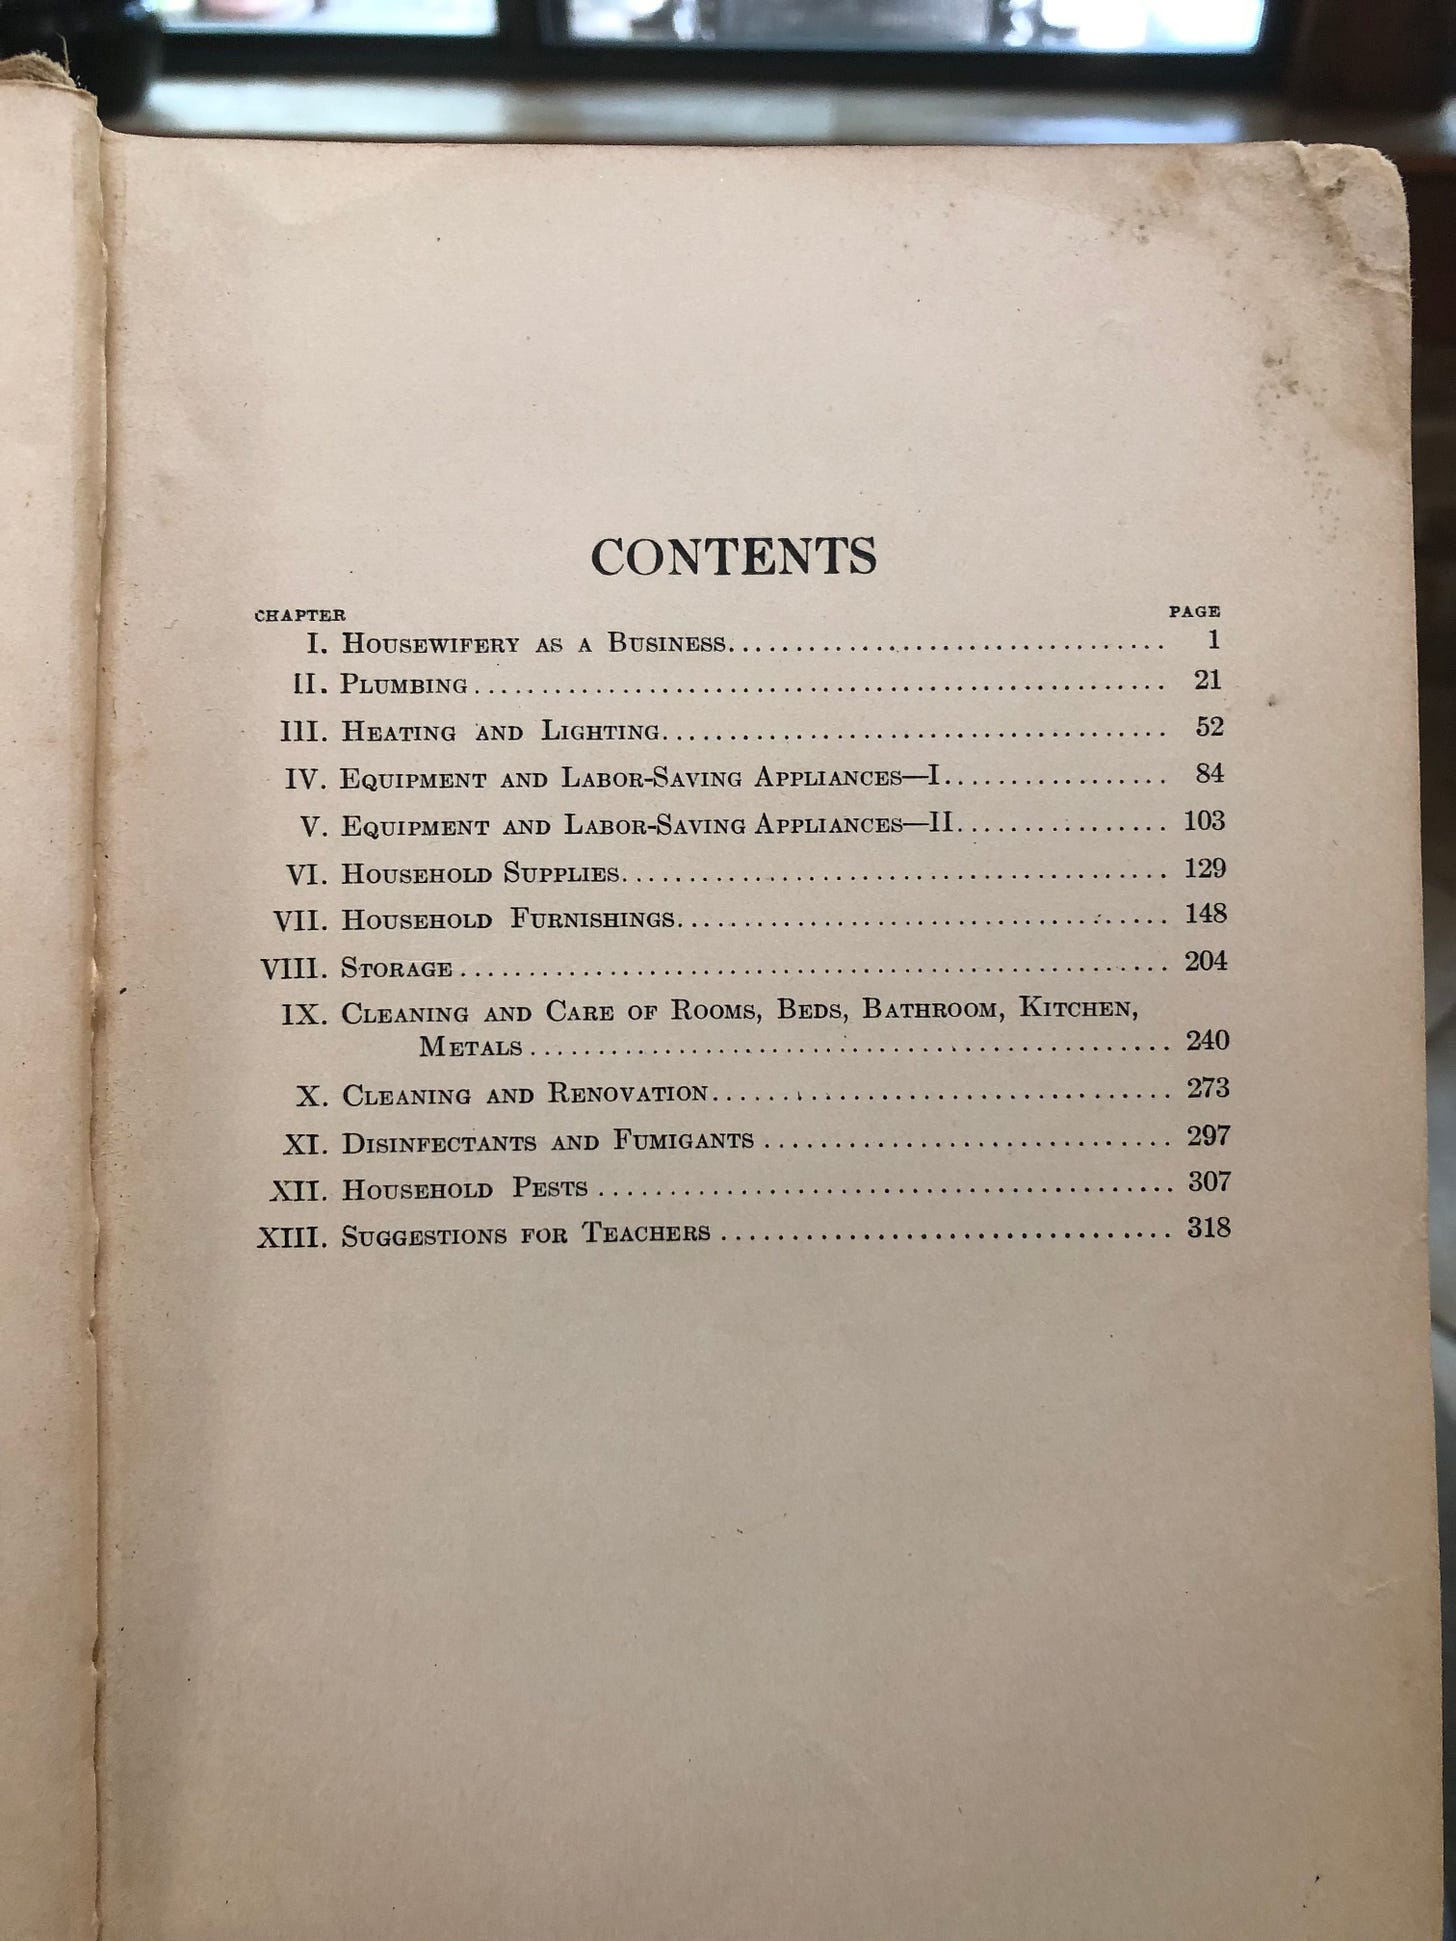 CONTENTS
CHAPTER PAGE
I. Housewifery as a Business........................................ 1
II. Plumbing........................................................ 21
III. Heating and Lighting........................................... 52
IV. Equipment and Labor-Saving Appliances—I................. 84
V. Equipment and Labor-Saving Appliances—II................ 103
VI. Household Supplies.......................................... 129
VII. Household Furnishings..................................... 148
VIII. Storage...................................................... 204
IX. Cleaning and Care of Rooms, Beds, Bathroom, Kitchen,
Metals.................................................... 240
X. Cleaning and Renovation................................... 273
XI. Disinfectants and Fumigants............................... 297
XII. Household Pests............................................ 307
XIII. Suggestions for Teachers.................................. 318